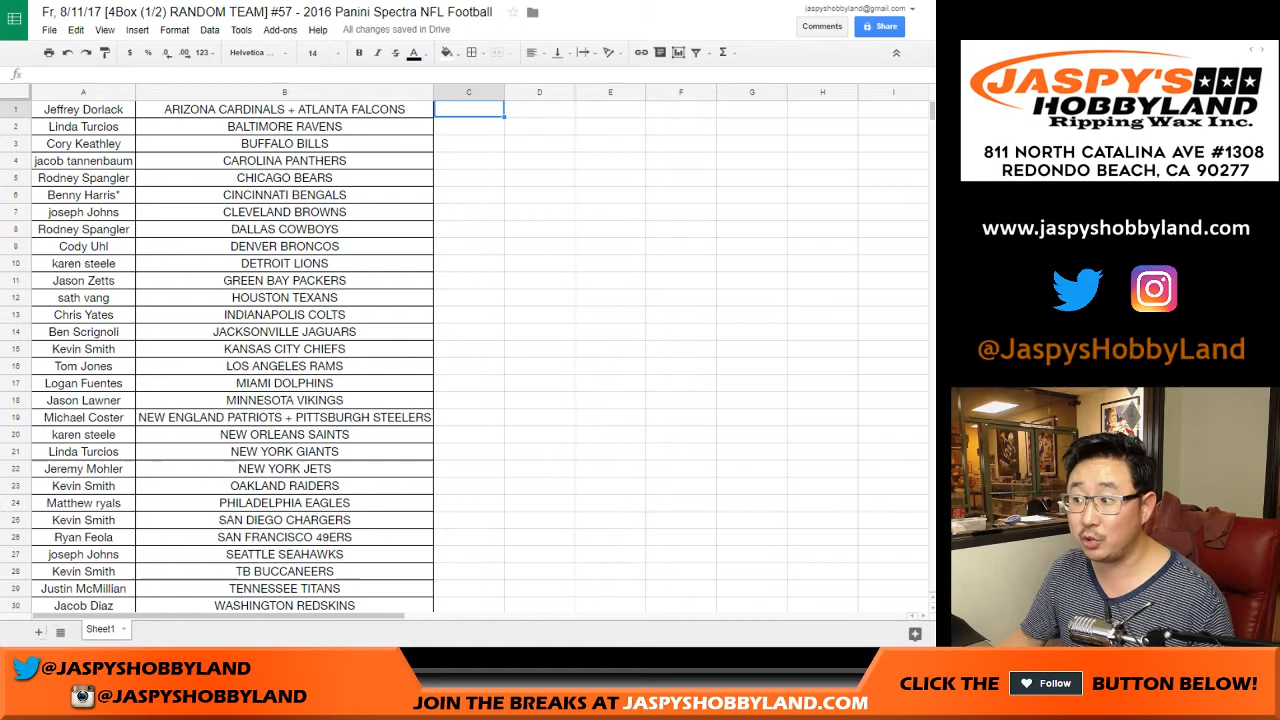 Fr, 8/11/17 [4Box (1/2) RANDOM TEAM] #57 - 2016 Panini Spectra NFL Football
jaspyshobbyland@gmail.com
File Edit View Insert Format Data Tools Add-ons Help All changes saved in Drive
Comments
Share
$ % .0 .00 123 Helvetica ... 14 B I S A
fx
A B C D E F G H I
1 Jeffrey Dorlack ARIZONA CARDINALS + ATLANTA FALCONS
2 Linda Turcios BALTIMORE RAVENS
3 Cory Keathley BUFFALO BILLS
4 jacob tannenbaum CAROLINA PANTHERS
5 Rodney Spangler CHICAGO BEARS
6 Benny Harris* CINCINNATI BENGALS
7 joseph Johns CLEVELAND BROWNS
8 Rodney Spangler DALLAS COWBOYS
9 Cody Uhl DENVER BRONCOS
10 karen steele DETROIT LIONS
11 Jason Zetts GREEN BAY PACKERS
12 sath vang HOUSTON TEXANS
13 Chris Yates INDIANAPOLIS COLTS
14 Ben Scrignoli JACKSONVILLE JAGUARS
15 Kevin Smith KANSAS CITY CHIEFS
16 Tom Jones LOS ANGELES RAMS
17 Logan Fuentes MIAMI DOLPHINS
18 Jason Lawner MINNESOTA VIKINGS
19 Michael Coster NEW ENGLAND PATRIOTS + PITTSBURGH STEELERS
20 karen steele NEW ORLEANS SAINTS
21 Linda Turcios NEW YORK GIANTS
22 Jeremy Mohler NEW YORK JETS
23 Kevin Smith OAKLAND RAIDERS
24 Matthew ryals PHILADELPHIA EAGLES
25 Kevin Smith SAN DIEGO CHARGERS
26 Ryan Feola SAN FRANCISCO 49ERS
27 joseph Johns SEATTLE SEAHAWKS
28 Kevin Smith TB BUCCANEERS
29 Justin McMillian TENNESSEE TITANS
30 Jacob Diaz WASHINGTON REDSKINS
Sheet1
JASPY'S
HOBBYLAND
Ripping Wax Inc.
811 NORTH CATALINA AVE #1308
REDONDO BEACH, CA 90277
www.jaspyshobbyland.com
@JaspysHobbyLand
@JASPYSHOBBYLAND
@JASPYSHOBBYLAND
JOIN THE BREAKS AT JASPYSHOBBYLAND.COM
CLICK THE Follow BUTTON BELOW!